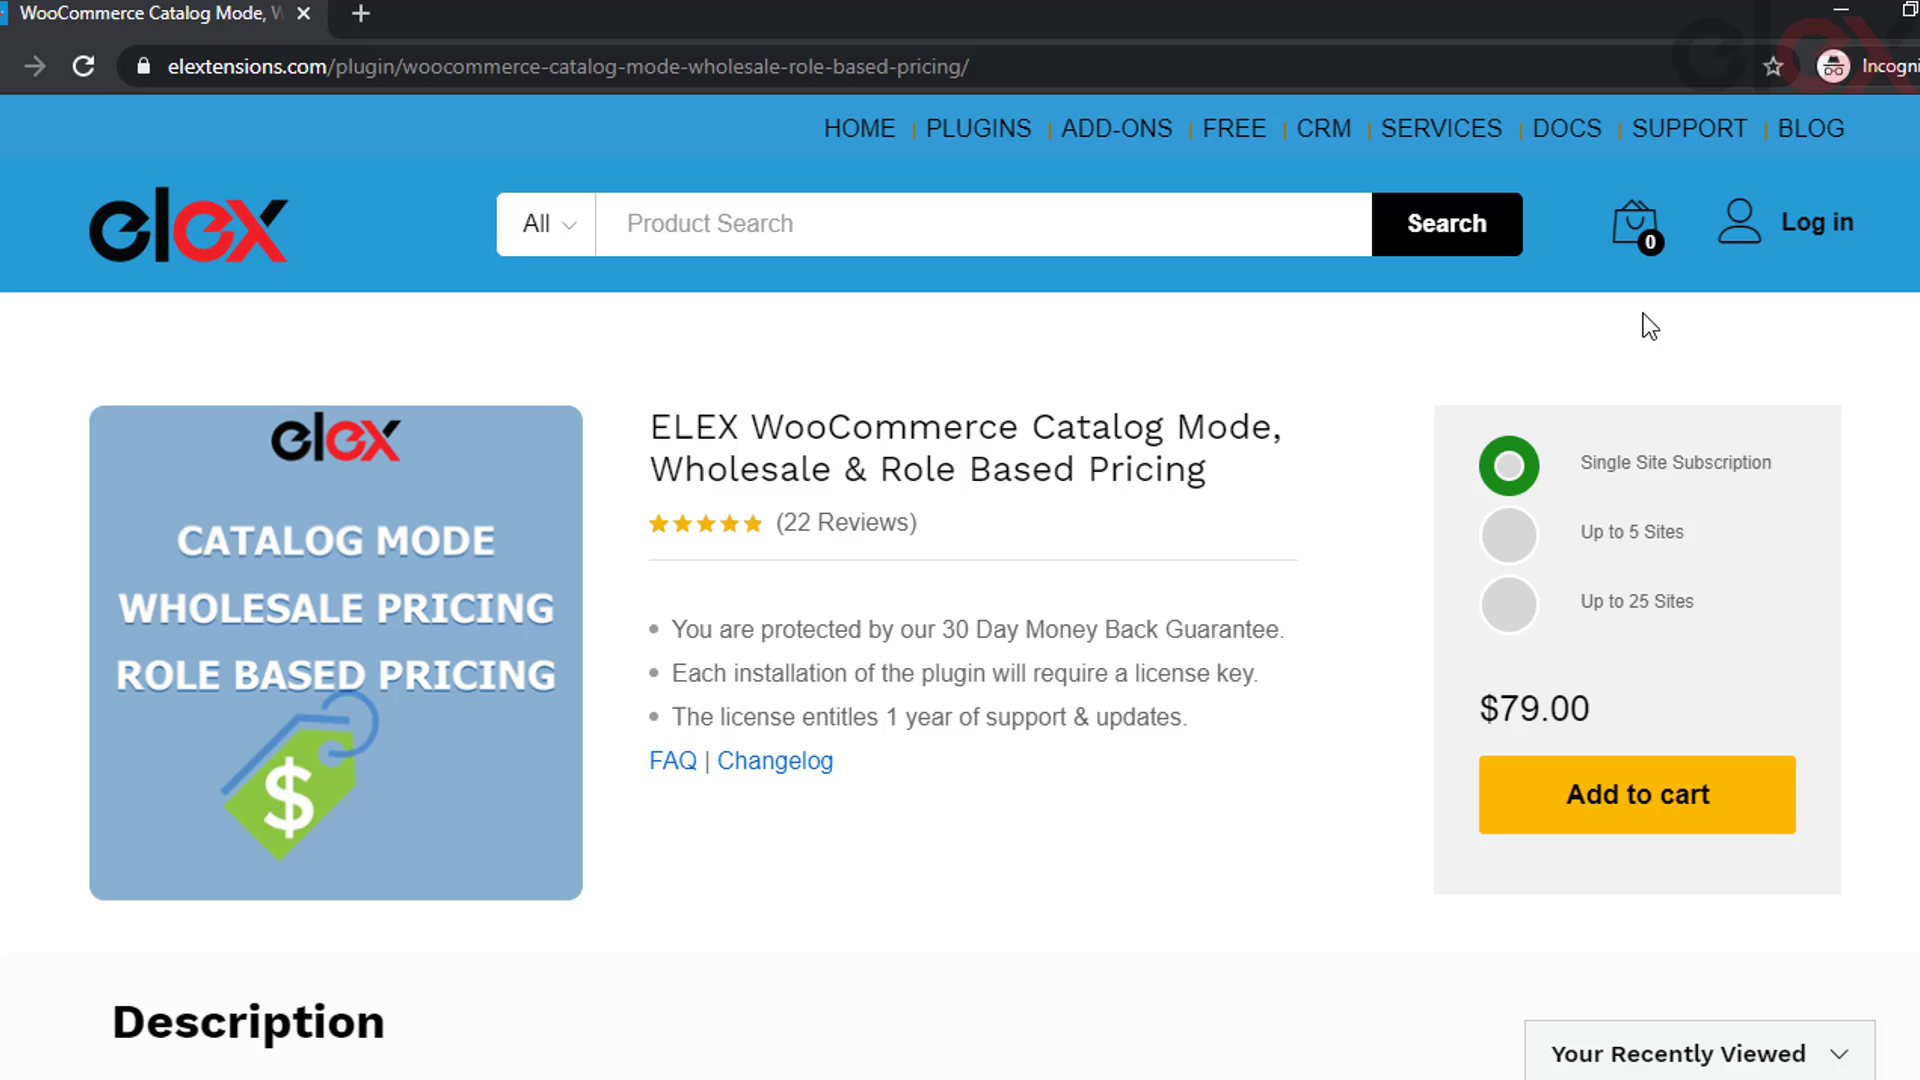 WooCommerce Catalog Mode, W
elextensions.com/plugin/woocommerce-catalog-mode-wholesale-role-based-pricing/
elex
Incogni
HOME | PLUGINS | ADD-ONS | FREE | CRM | SERVICES | DOCS | SUPPORT | BLOG
elex
All
Product Search
Search
0
Log in
elex
CATALOG MODE
WHOLESALE PRICING
ROLE BASED PRICING
$
ELEX WooCommerce Catalog Mode,
Wholesale & Role Based Pricing
(22 Reviews)
• You are protected by our 30 Day Money Back Guarantee.
• Each installation of the plugin will require a license key.
• The license entitles 1 year of support & updates.
FAQ | Changelog
Single Site Subscription
Up to 5 Sites
Up to 25 Sites
$79.00
Add to cart
Description
Your Recently Viewed